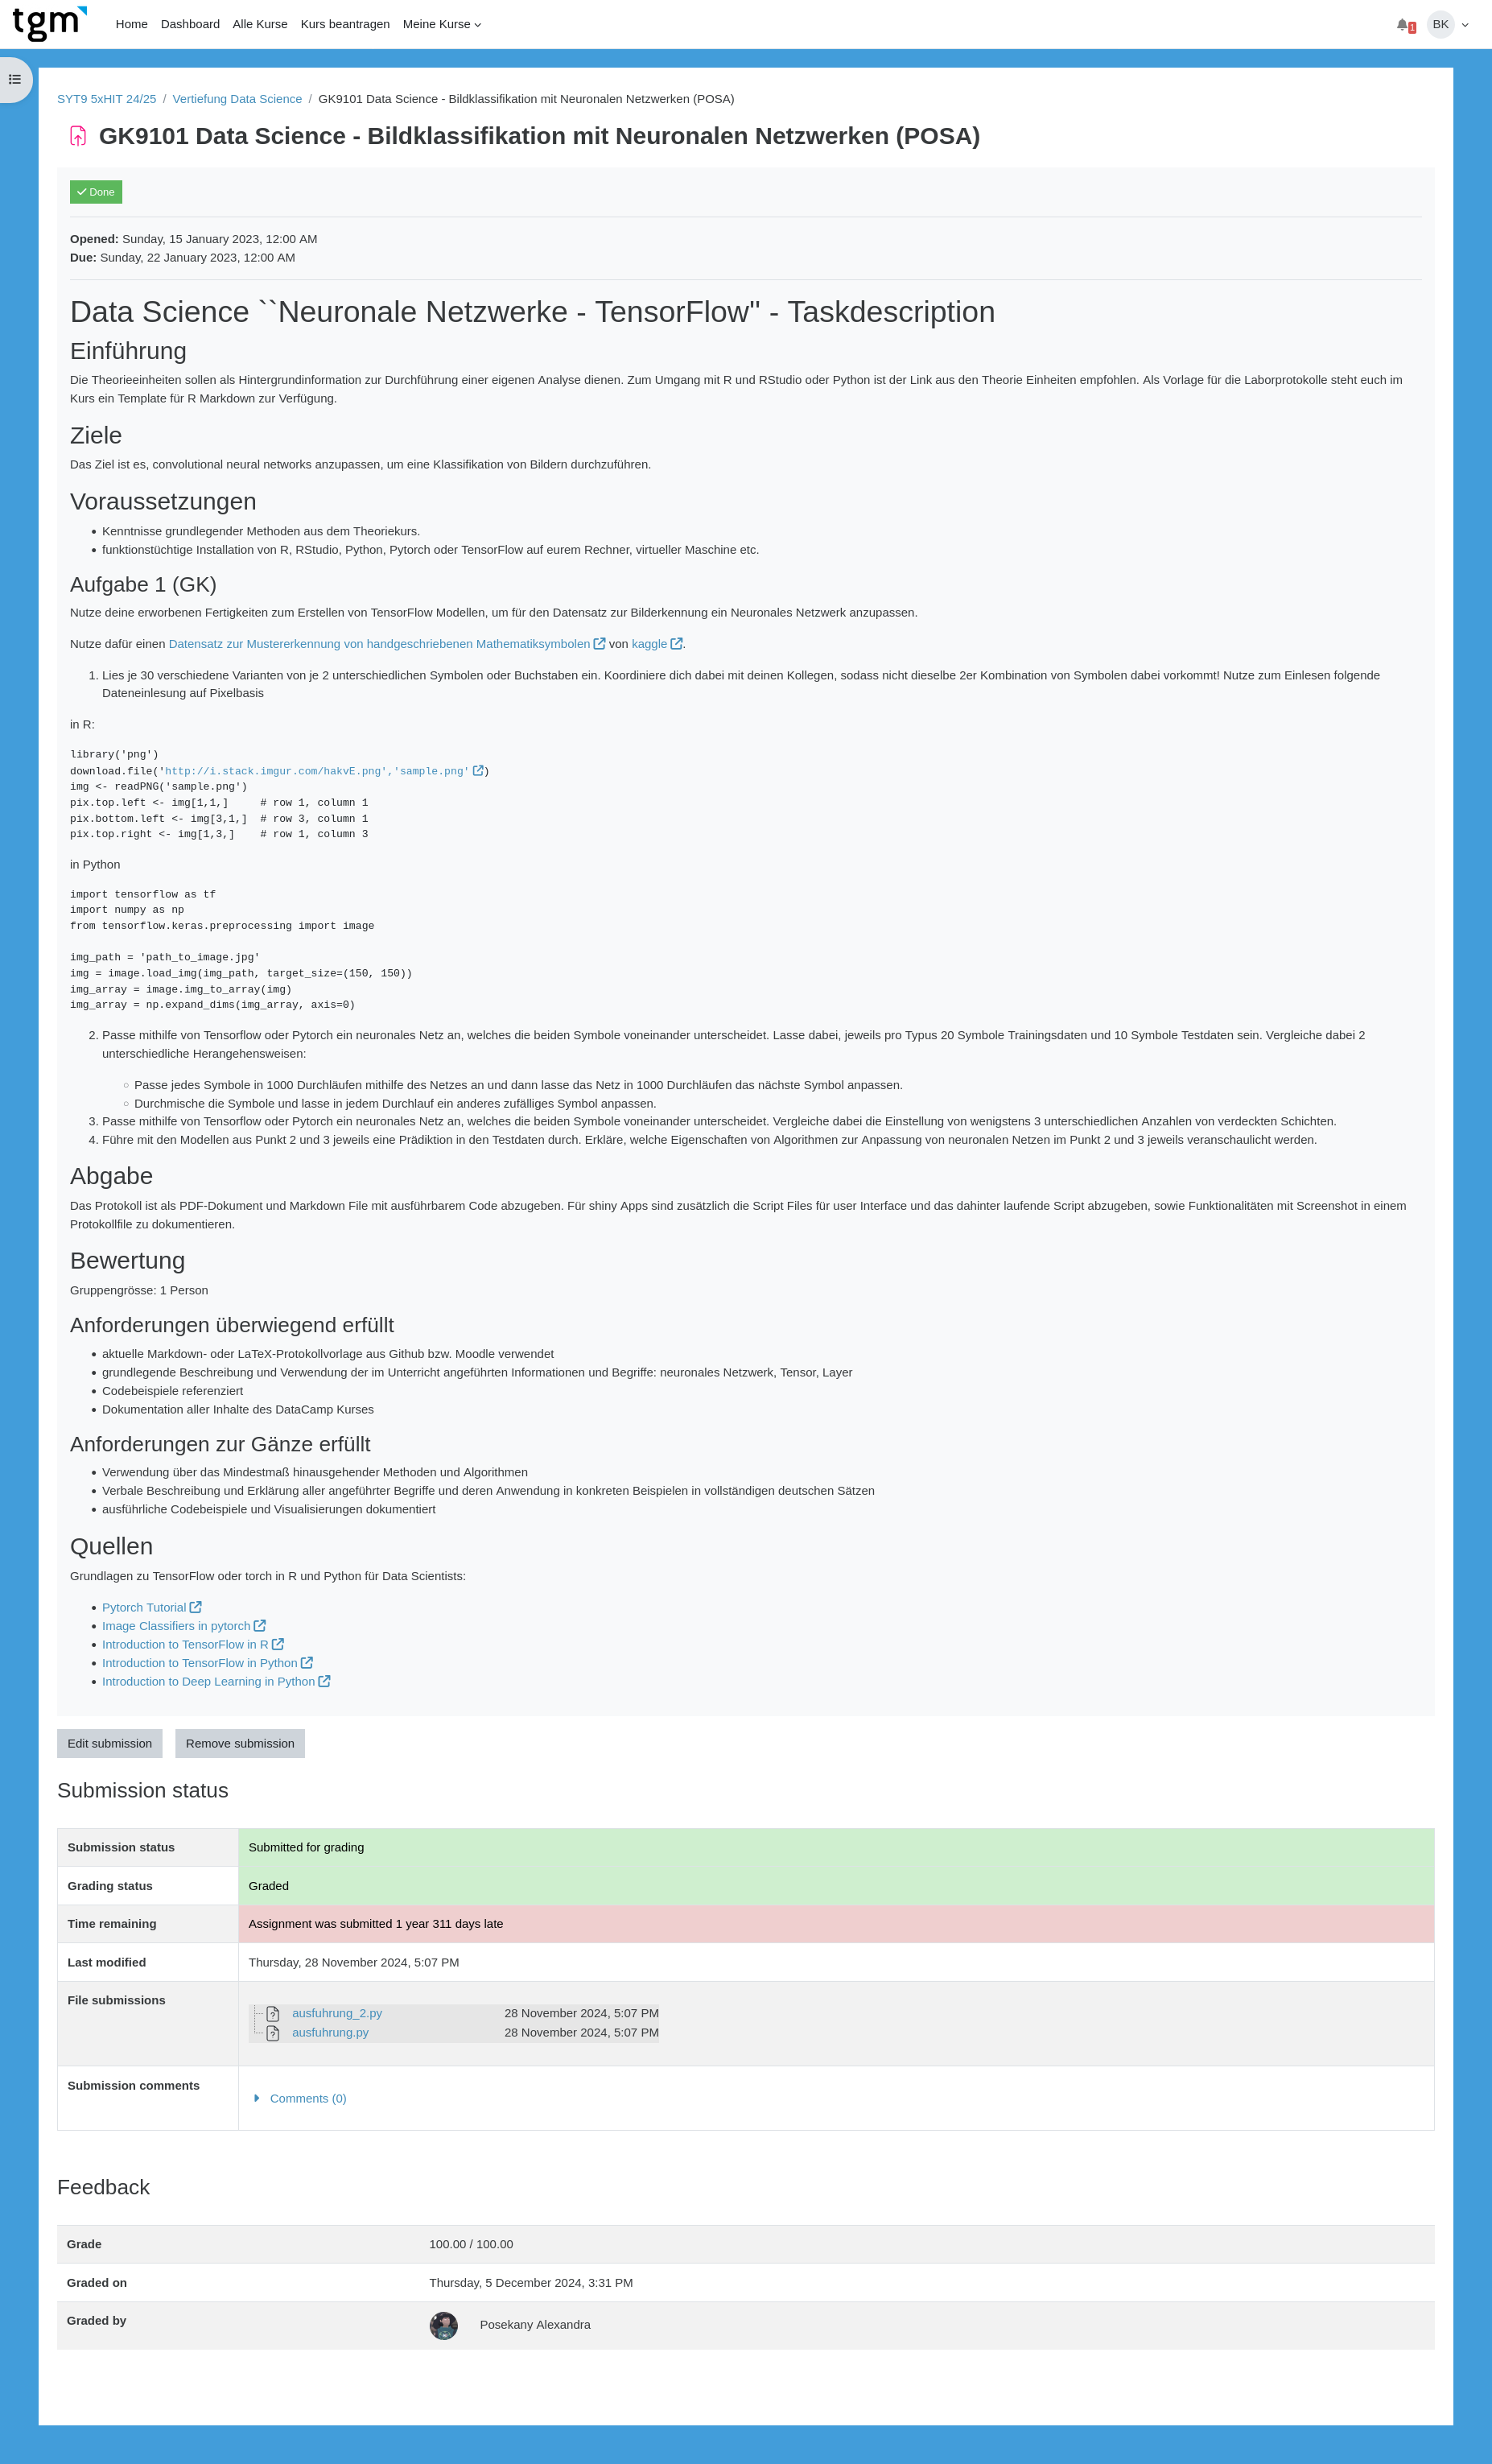 tgm
Home Dashboard Alle Kurse Kurs beantragen Meine Kurse
1 BK
SYT9 5xHIT 24/25 / Vertiefung Data Science / GK9101 Data Science - Bildklassifikation mit Neuronalen Netzwerken (POSA)
GK9101 Data Science - Bildklassifikation mit Neuronalen Netzwerken (POSA)
Done
Opened: Sunday, 15 January 2023, 12:00 AM
Due: Sunday, 22 January 2023, 12:00 AM
Data Science ``Neuronale Netzwerke - TensorFlow'' - Taskdescription
Einführung
Die Theorieeinheiten sollen als Hintergrundinformation zur Durchführung einer eigenen Analyse dienen. Zum Umgang mit R und RStudio oder Python ist der Link aus den Theorie Einheiten empfohlen. Als Vorlage für die Laborprotokolle steht euch im
Kurs ein Template für R Markdown zur Verfügung.
Ziele
Das Ziel ist es, convolutional neural networks anzupassen, um eine Klassifikation von Bildern durchzuführen.
Voraussetzungen
• Kenntnisse grundlegender Methoden aus dem Theoriekurs.
• funktionstüchtige Installation von R, RStudio, Python, Pytorch oder TensorFlow auf eurem Rechner, virtueller Maschine etc.
Aufgabe 1 (GK)
Nutze deine erworbenen Fertigkeiten zum Erstellen von TensorFlow Modellen, um für den Datensatz zur Bilderkennung ein Neuronales Netzwerk anzupassen.
Nutze dafür einen Datensatz zur Mustererkennung von handgeschriebenen Mathematiksymbolen von kaggle .
1. Lies je 30 verschiedene Varianten von je 2 unterschiedlichen Symbolen oder Buchstaben ein. Koordiniere dich dabei mit deinen Kollegen, sodass nicht dieselbe 2er Kombination von Symbolen dabei vorkommt! Nutze zum Einlesen folgende
Dateneinlesung auf Pixelbasis
in R:
library('png')
download.file('http://i.stack.imgur.com/hakvE.png','sample.png' )
img <- readPNG('sample.png')
pix.top.left <- img[1,1,]     # row 1, column 1
pix.bottom.left <- img[3,1,]  # row 3, column 1
pix.top.right <- img[1,3,]    # row 1, column 3
in Python
import tensorflow as tf
import numpy as np
from tensorflow.keras.preprocessing import image
img_path = 'path_to_image.jpg'
img = image.load_img(img_path, target_size=(150, 150))
img_array = image.img_to_array(img)
img_array = np.expand_dims(img_array, axis=0)
2. Passe mithilfe von Tensorflow oder Pytorch ein neuronales Netz an, welches die beiden Symbole voneinander unterscheidet. Lasse dabei, jeweils pro Typus 20 Symbole Trainingsdaten und 10 Symbole Testdaten sein. Vergleiche dabei 2
unterschiedliche Herangehensweisen:
◦ Passe jedes Symbole in 1000 Durchläufen mithilfe des Netzes an und dann lasse das Netz in 1000 Durchläufen das nächste Symbol anpassen.
◦ Durchmische die Symbole und lasse in jedem Durchlauf ein anderes zufälliges Symbol anpassen.
3. Passe mithilfe von Tensorflow oder Pytorch ein neuronales Netz an, welches die beiden Symbole voneinander unterscheidet. Vergleiche dabei die Einstellung von wenigstens 3 unterschiedlichen Anzahlen von verdeckten Schichten.
4. Führe mit den Modellen aus Punkt 2 und 3 jeweils eine Prädiktion in den Testdaten durch. Erkläre, welche Eigenschaften von Algorithmen zur Anpassung von neuronalen Netzen im Punkt 2 und 3 jeweils veranschaulicht werden.
Abgabe
Das Protokoll ist als PDF-Dokument und Markdown File mit ausführbarem Code abzugeben. Für shiny Apps sind zusätzlich die Script Files für user Interface und das dahinter laufende Script abzugeben, sowie Funktionalitäten mit Screenshot in einem
Protokollfile zu dokumentieren.
Bewertung
Gruppengrösse: 1 Person
Anforderungen überwiegend erfüllt
• aktuelle Markdown- oder LaTeX-Protokollvorlage aus Github bzw. Moodle verwendet
• grundlegende Beschreibung und Verwendung der im Unterricht angeführten Informationen und Begriffe: neuronales Netzwerk, Tensor, Layer
• Codebeispiele referenziert
• Dokumentation aller Inhalte des DataCamp Kurses
Anforderungen zur Gänze erfüllt
• Verwendung über das Mindestmaß hinausgehender Methoden und Algorithmen
• Verbale Beschreibung und Erklärung aller angeführter Begriffe und deren Anwendung in konkreten Beispielen in vollständigen deutschen Sätzen
• ausführliche Codebeispiele und Visualisierungen dokumentiert
Quellen
Grundlagen zu TensorFlow oder torch in R und Python für Data Scientists:
• Pytorch Tutorial
• Image Classifiers in pytorch
• Introduction to TensorFlow in R
• Introduction to TensorFlow in Python
• Introduction to Deep Learning in Python
Edit submission Remove submission
Submission status
Submission status Submitted for grading
Grading status Graded
Time remaining Assignment was submitted 1 year 311 days late
Last modified Thursday, 28 November 2024, 5:07 PM
File submissions
ausfuhrung_2.py 28 November 2024, 5:07 PM
ausfuhrung.py 28 November 2024, 5:07 PM
Submission comments
Comments (0)
Feedback
Grade 100.00 / 100.00
Graded on Thursday, 5 December 2024, 3:31 PM
Graded by Posekany Alexandra